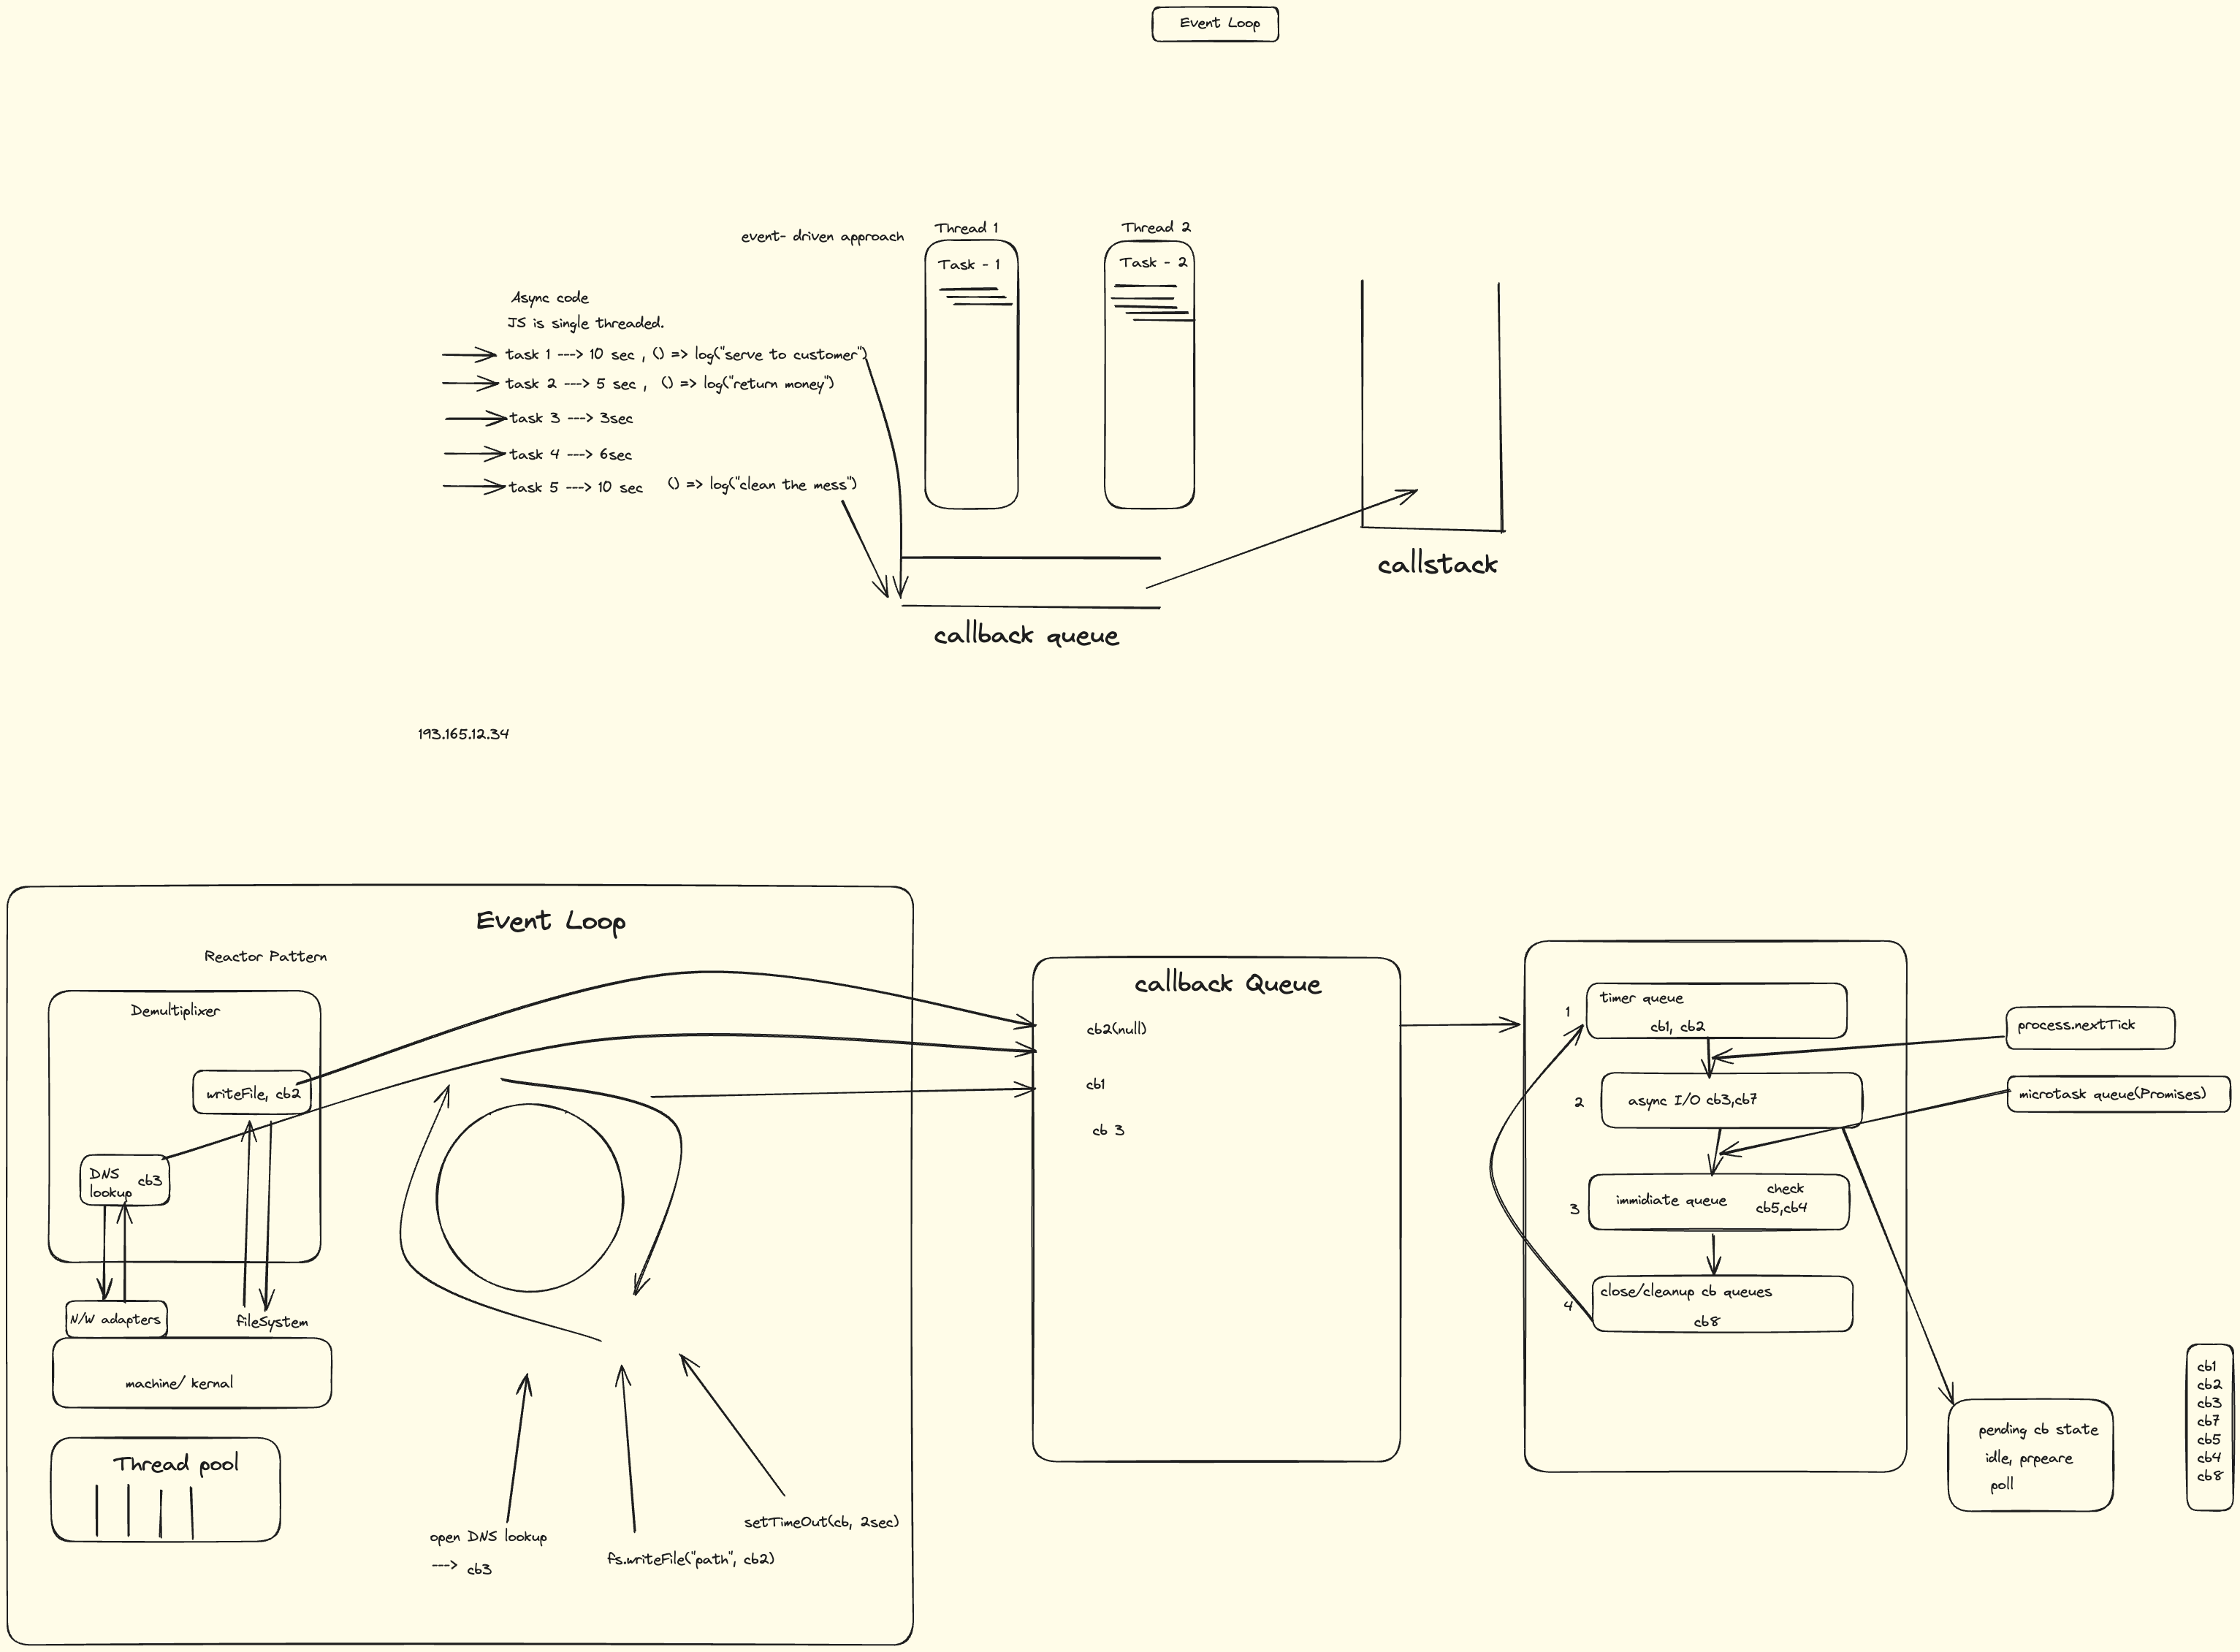 Event Loop
event- driven approach
Thread 1
Thread 2
Task - 1
Task - 2
Async code
JS is single threaded.
task 1 ---> 10 sec , () => log("serve to customer")
task 2 ---> 5 sec , () => log("return money")
task 3 ---> 3sec
task 4 ---> 6sec
task 5 ---> 10 sec () => log("clean the mess")
callstack
callback queue
193.165.12.34
Event Loop
Reactor Pattern
Demultiplixer
writeFile, cb2
DNS
lookup
cb3
N/W adapters
fileSystem
machine/ kernal
Thread pool
open DNS lookup
---> cb3
fs.writeFile("path", cb2)
setTimeOut(cb, 2sec)
callback Queue
cb2(null)
cb1
cb 3
1
timer queue
cb1, cb2
2
async I/O cb3,cb7
3
immidiate queue
check
cb5,cb4
4
close/cleanup cb queues
cb8
process.nextTick
microtask queue(Promises)
pending cb state
idle, prpeare
poll
cb1
cb2
cb3
cb7
cb5
cb4
cb8